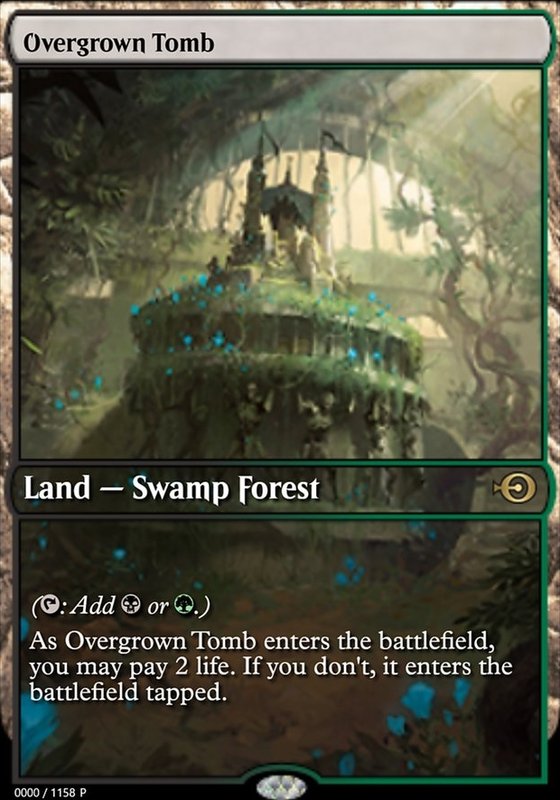 Overgrown Tomb
Land — Swamp Forest
(: Add or .)
As Overgrown Tomb enters the battlefield,
you may pay 2 life. If you don't, it enters the
battlefield tapped.
0000 / 1158 P